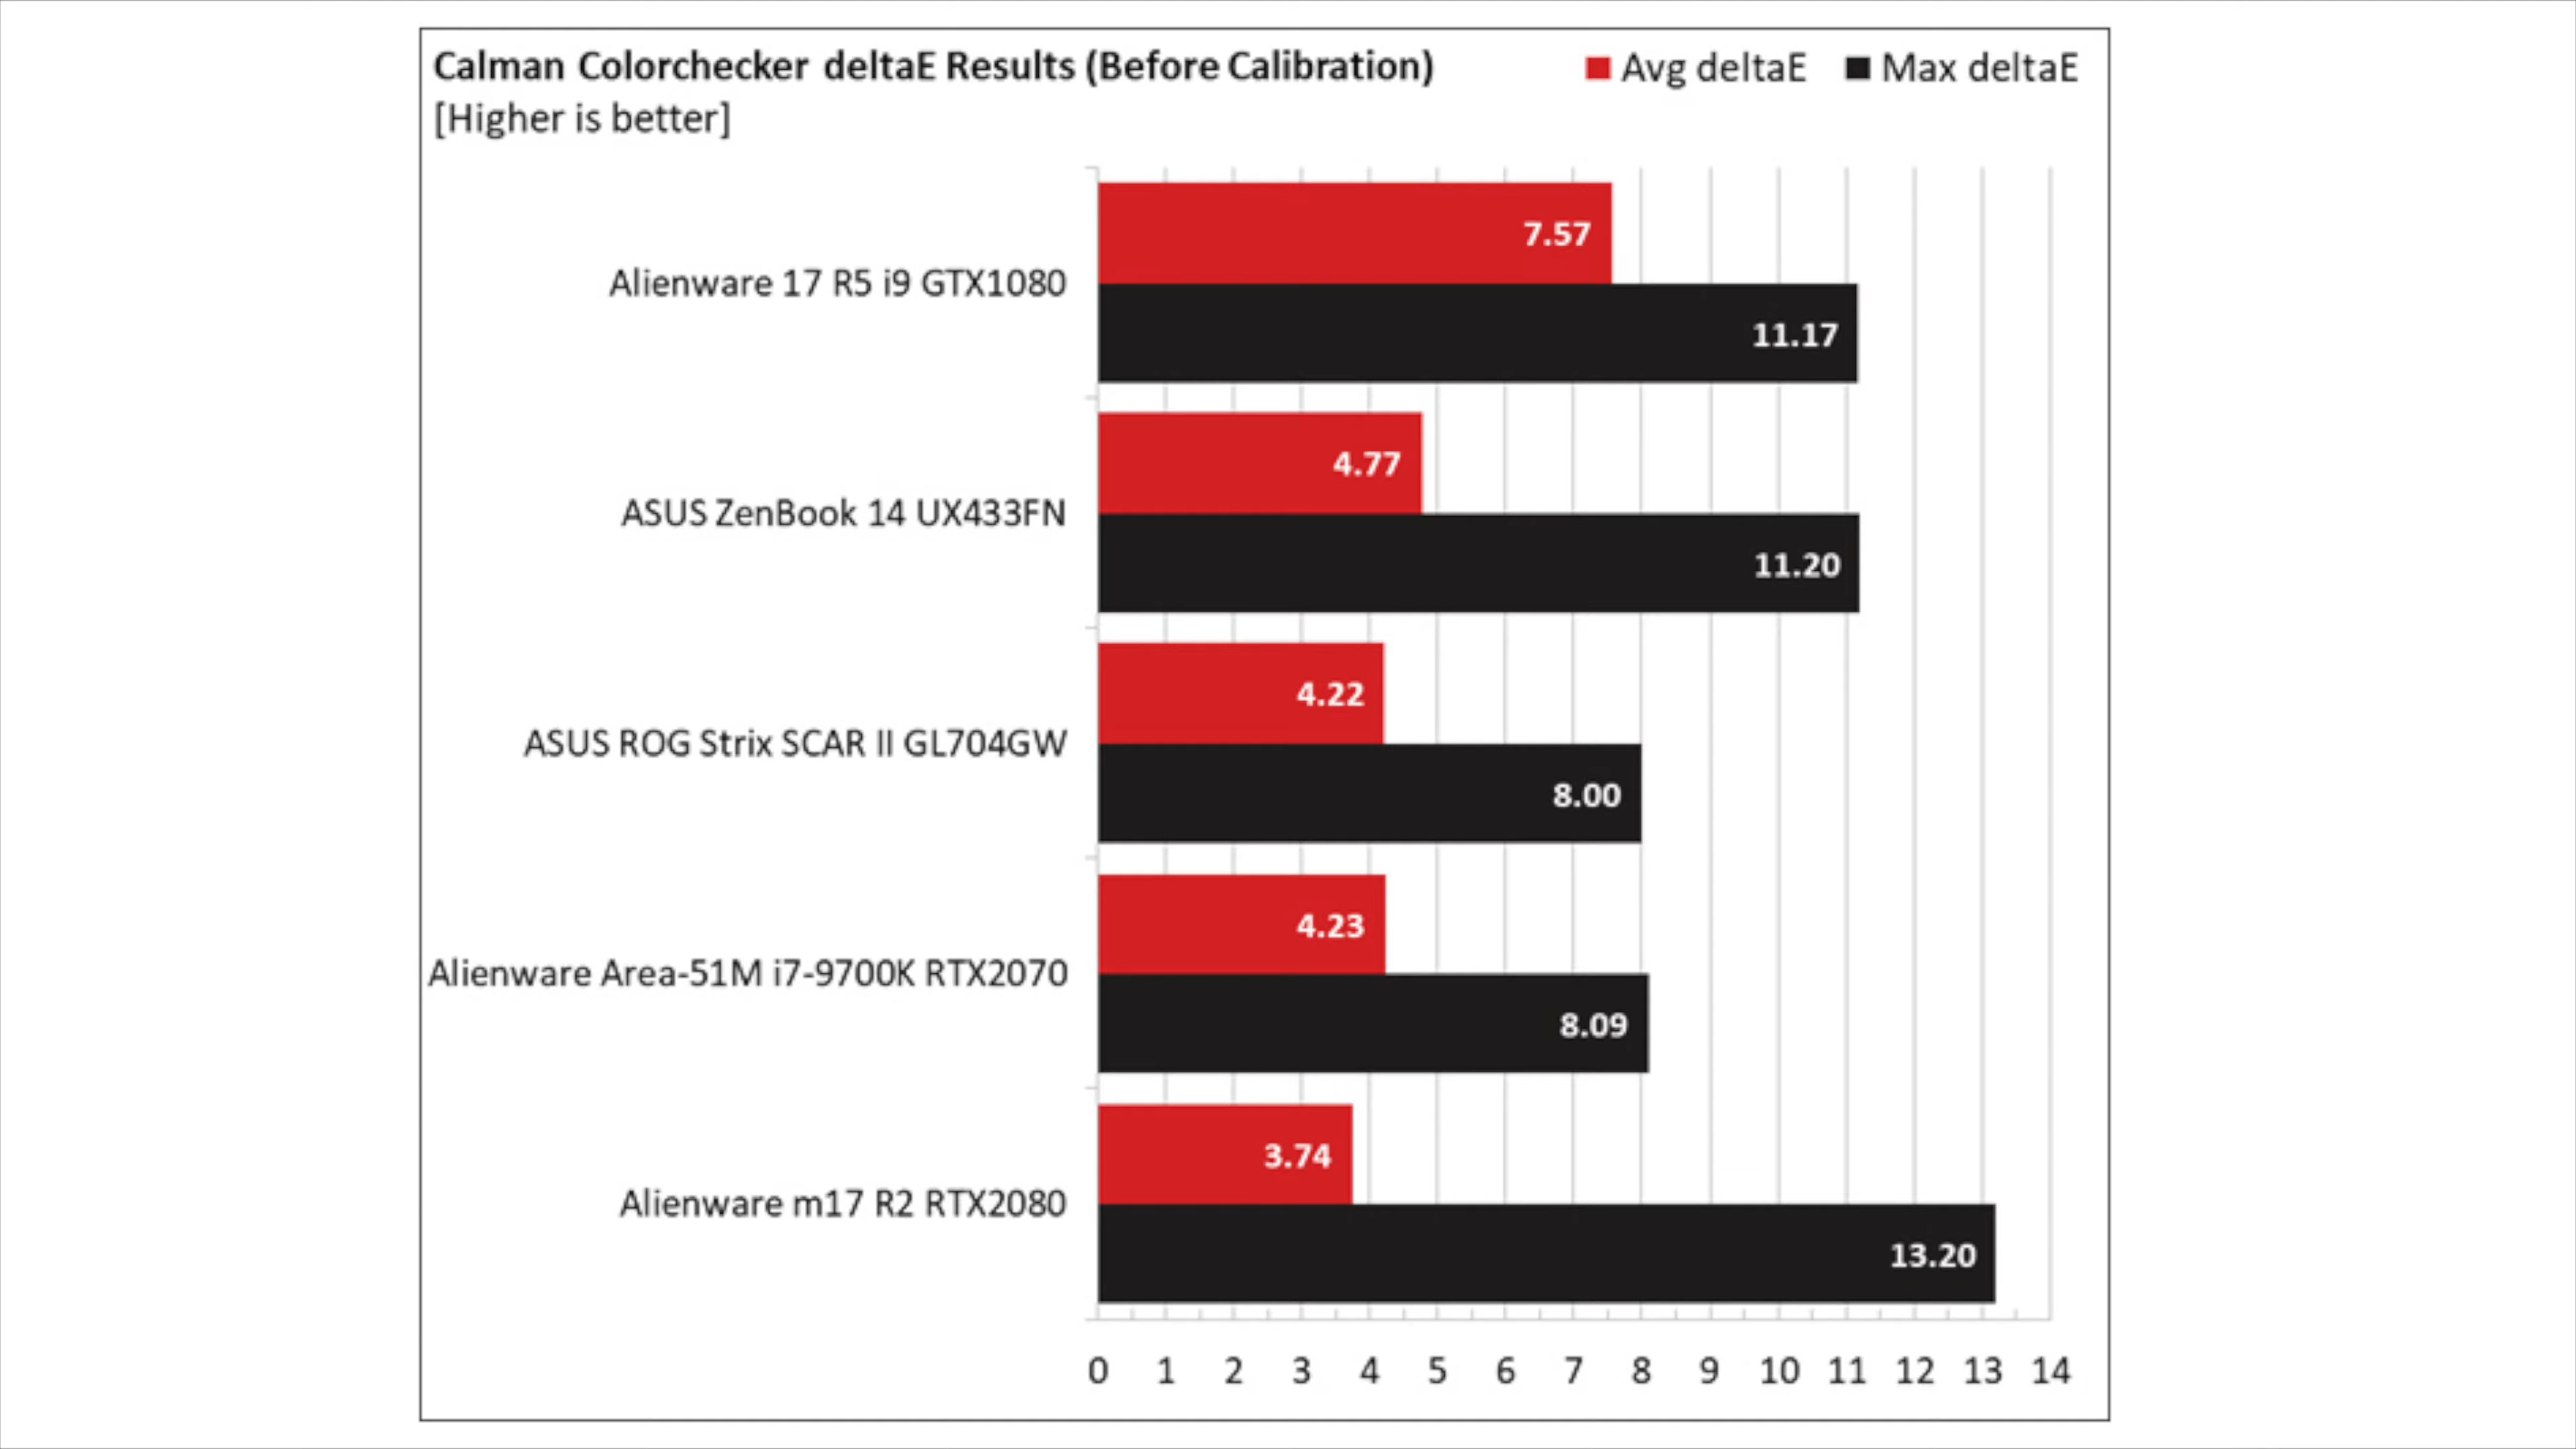 Calman Colorchecker deltaE Results (Before Calibration)
[Higher is better]
Avg deltaE
Max deltaE
Alienware 17 R5 i9 GTX1080
7.57
11.17
ASUS ZenBook 14 UX433FN
4.77
11.20
ASUS ROG Strix SCAR II GL704GW
4.22
8.00
Alienware Area-51M i7-9700K RTX2070
4.23
8.09
Alienware m17 R2 RTX2080
3.74
13.20
0 1 2 3 4 5 6 7 8 9 10 11 12 13 14